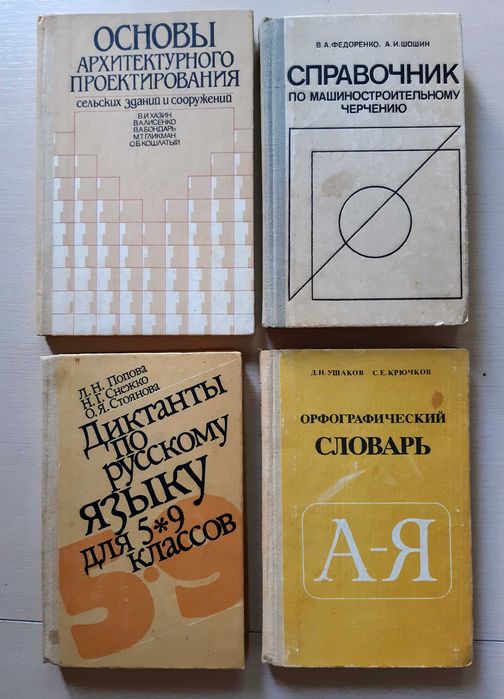 ОСНОВЫ
АРХИТЕКТУРНОГО
ПРОЕКТИРОВАНИЯ
сельских зданий и сооружений
В.И.ХАЗИН
В.А.ЛИСЕНКО
В.А.БОНДАРЬ
М.Т.ГЛИКМАН
О.Б.КОШЛАТЫЙ
В.А.ФЕДОРЕНКО А.И.ШОШИН
СПРАВОЧНИК
ПО МАШИНОСТРОИТЕЛЬНОМУ
ЧЕРЧЕНИЮ
Л.Н.Попова
Н.Г.Снежко
О.Я.Стоянова
Диктанты
по
русскому
языку
для 5*9
классов
5.9
Д.Н.УШАКОВ С.Е.КРЮЧКОВ
ОРФОГРАФИЧЕСКИЙ
СЛОВАРЬ
А-Я